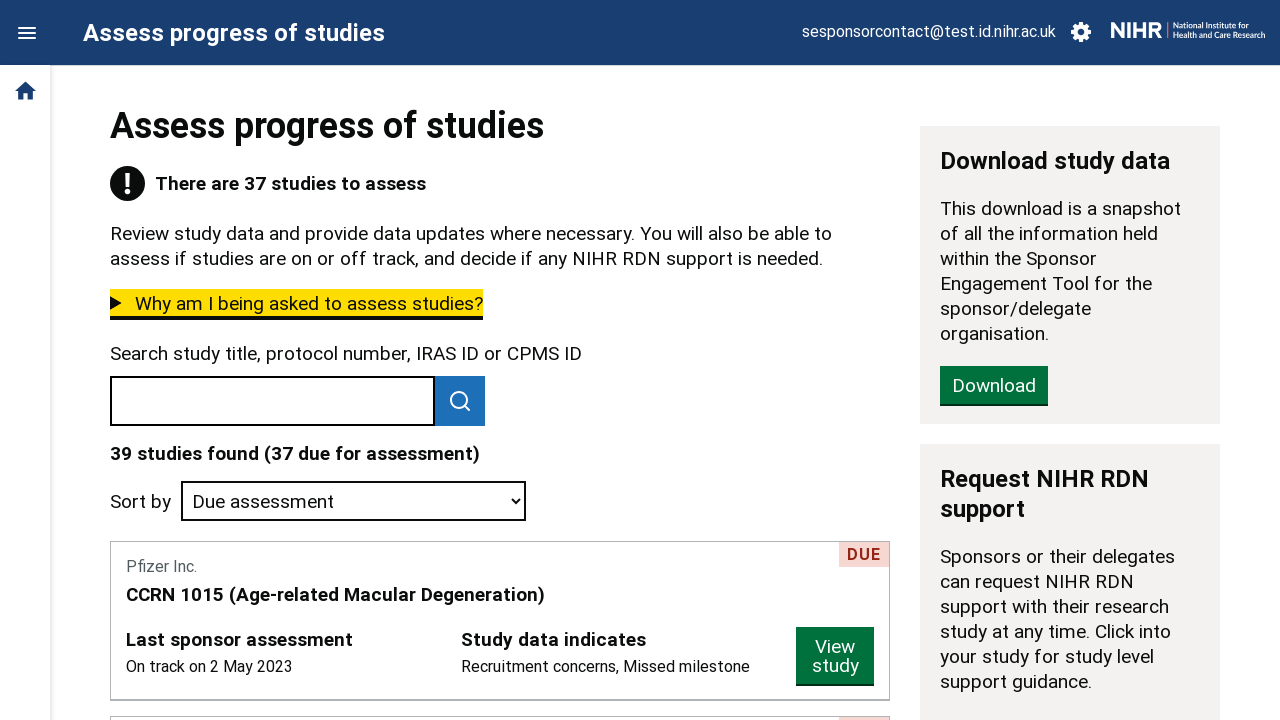 Assess progress of studies
sesponsorcontact@test.id.nihr.ac.uk
NIHR
National Institute for
Health and Care Research
Assess progress of studies
There are 37 studies to assess
Review study data and provide data updates where necessary. You will also be able to
assess if studies are on or off track, and decide if any NIHR RDN support is needed.
Why am I being asked to assess studies?
Search study title, protocol number, IRAS ID or CPMS ID
39 studies found (37 due for assessment)
Sort by
Due assessment
DUE
Pfizer Inc.
CCRN 1015 (Age-related Macular Degeneration)
Last sponsor assessment
On track on 2 May 2023
Study data indicates
Recruitment concerns, Missed milestone
View
study
Download study data
This download is a snapshot
of all the information held
within the Sponsor
Engagement Tool for the
sponsor/delegate
organisation.
Download
Request NIHR RDN
support
Sponsors or their delegates
can request NIHR RDN
support with their research
study at any time. Click into
your study for study level
support guidance.